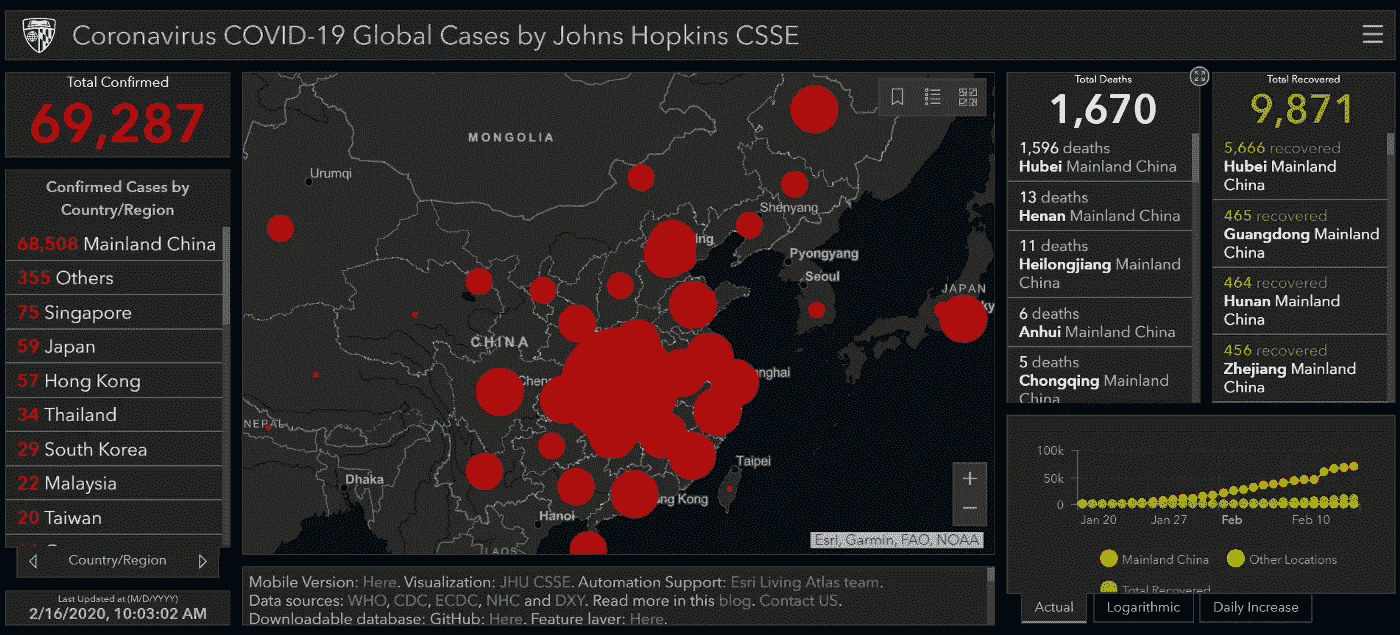 Coronavirus COVID-19 Global Cases by Johns Hopkins CSSE
Total Confirmed
69,287
Confirmed Cases by
Country/Region
68,508 Mainland China
355 Others
75 Singapore
59 Japan
57 Hong Kong
34 Thailand
29 South Korea
22 Malaysia
20 Taiwan
Country/Region
Last Updated at (M/D/YYYY)
2/16/2020, 10:03:02 AM
MONGOLIA
Urumqi
Shenyang
ing
Pyongyang
Seoul
JAPAN
ky
CHINA
Cheng
nghai
NEPAL
Taipei
Dhaka
ng Kong
Hanoi
LAOS
+
−
Esri, Garmin, FAO, NOAA
Mobile Version: Here. Visualization: JHU CSSE. Automation Support: Esri Living Atlas team.
Data sources: WHO, CDC, ECDC, NHC and DXY. Read more in this blog. Contact US.
Downloadable database: GitHub: Here. Feature layer: Here.
Total Deaths
1,670
1,596 deaths
Hubei Mainland China
13 deaths
Henan Mainland China
11 deaths
Heilongjiang Mainland
China
6 deaths
Anhui Mainland China
5 deaths
Chongqing Mainland
China
Total Recovered
9,871
5,666 recovered
Hubei Mainland
China
465 recovered
Guangdong Mainland
China
464 recovered
Hunan Mainland
China
456 recovered
Zhejiang Mainland
China
100k
50k
0
Jan 20 Jan 27 Feb Feb 10
Mainland China Other Locations
Total Recovered
Actual Logarithmic Daily Increase